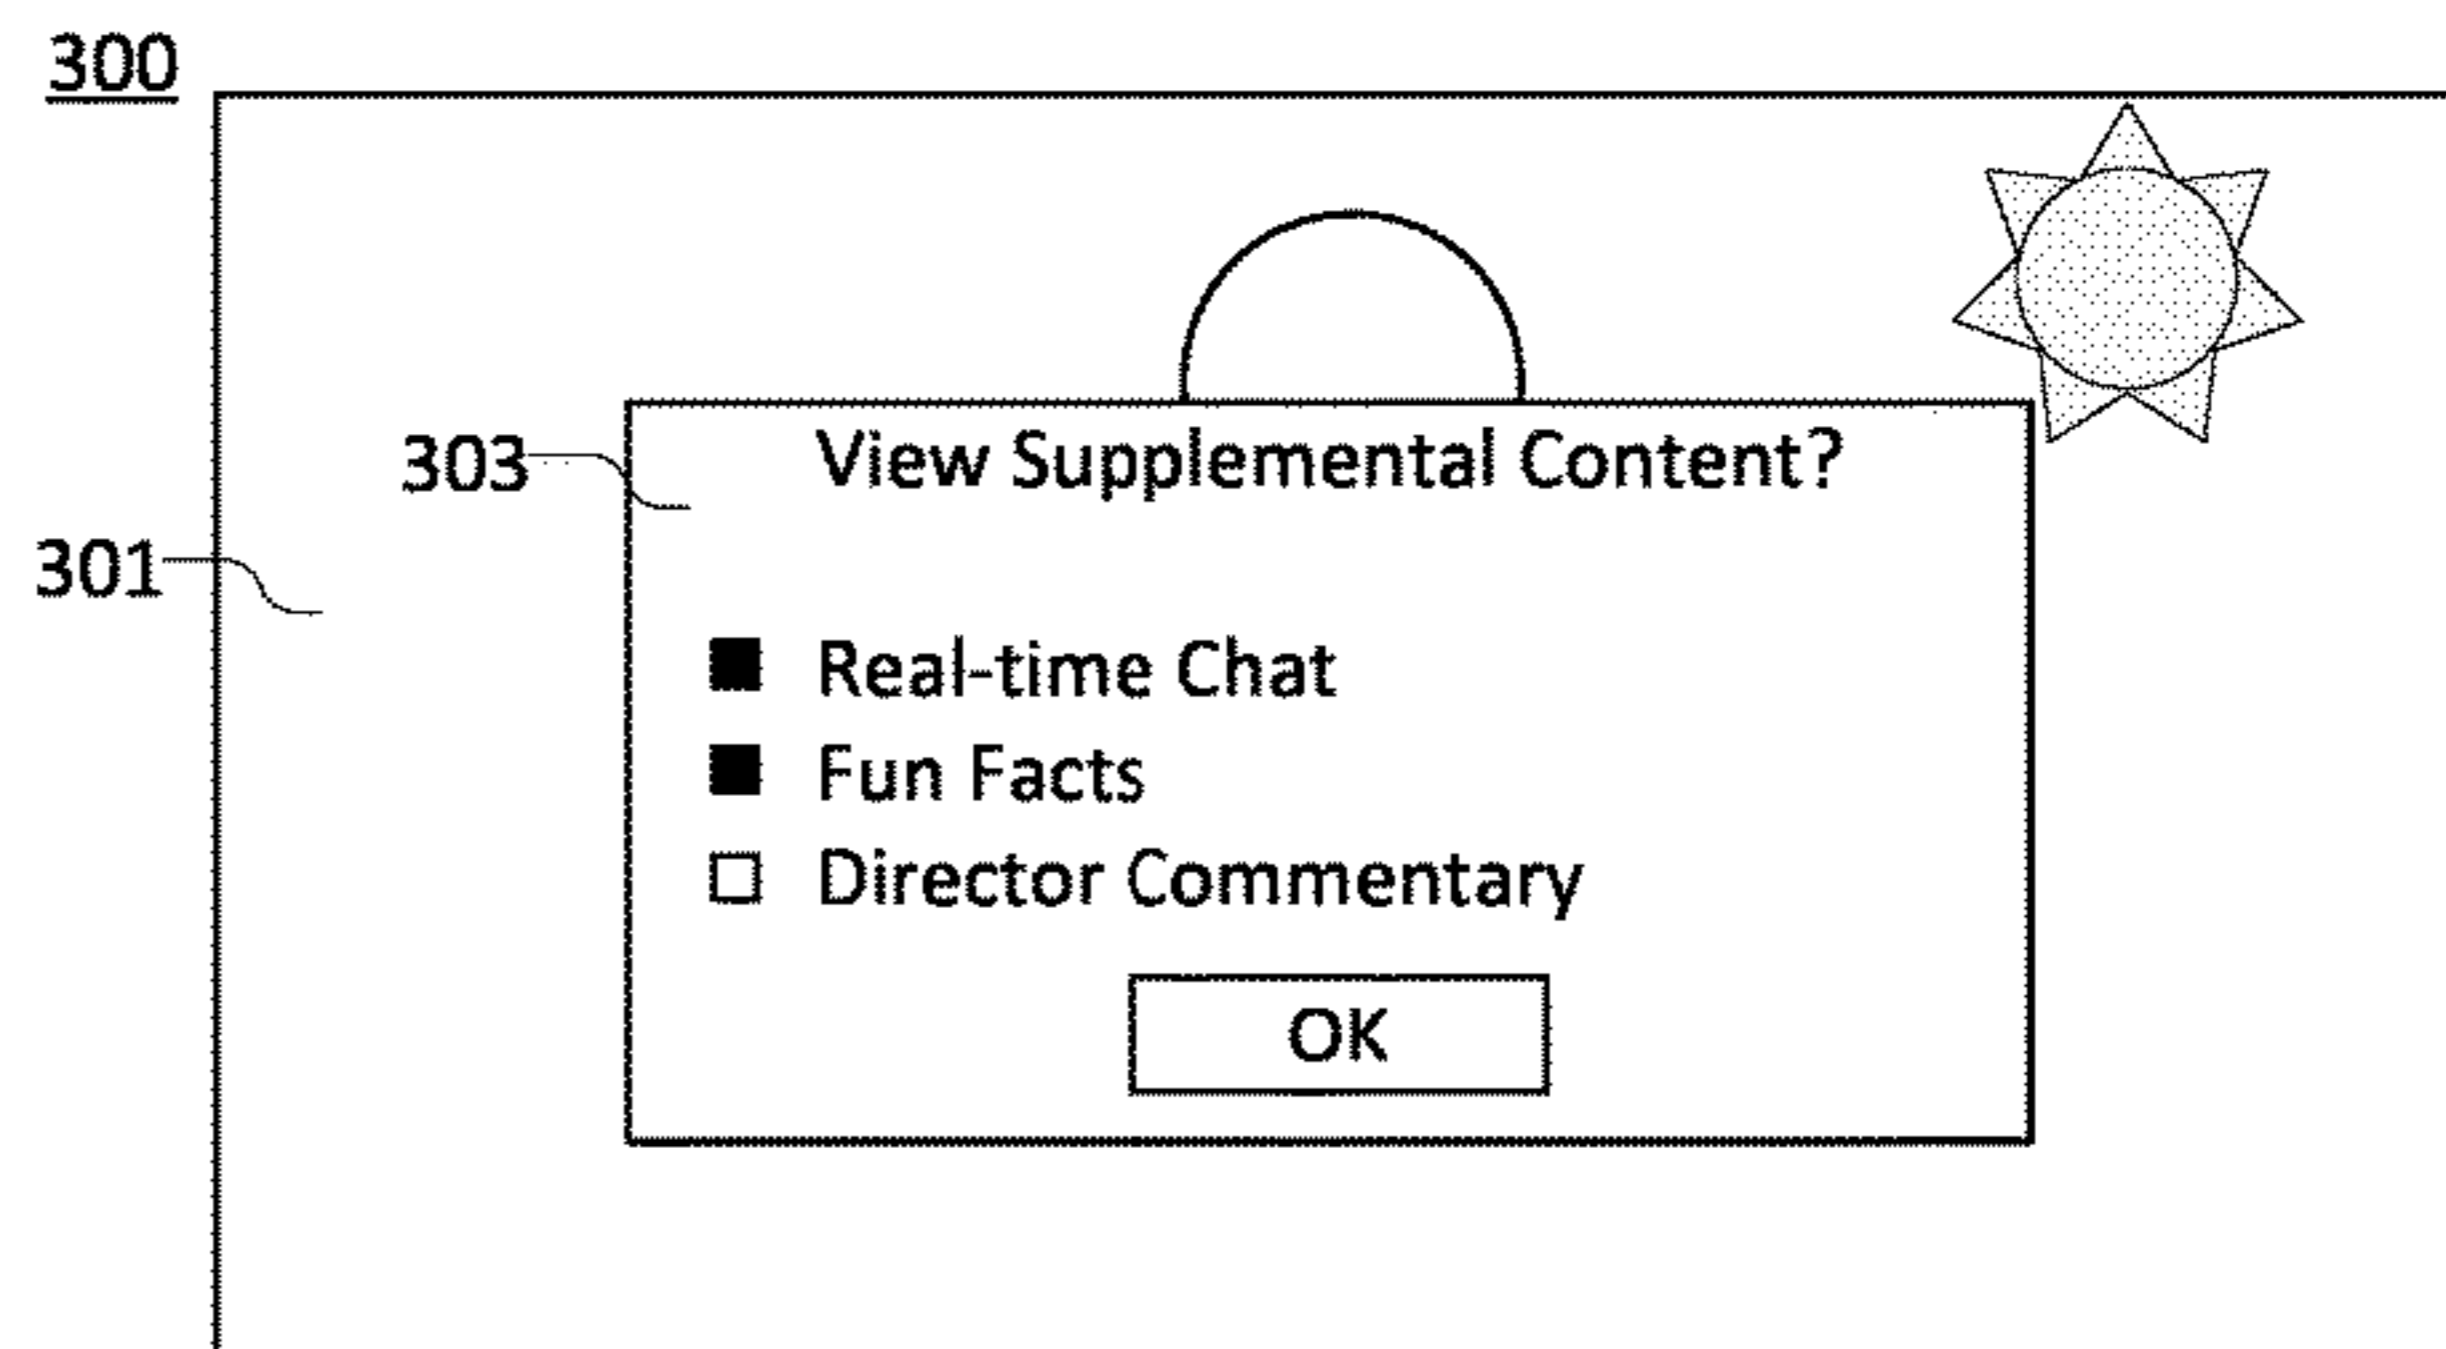 300
303
View Supplemental Content?
301
Real-time Chat
Fun Facts
Director Commentary
OK